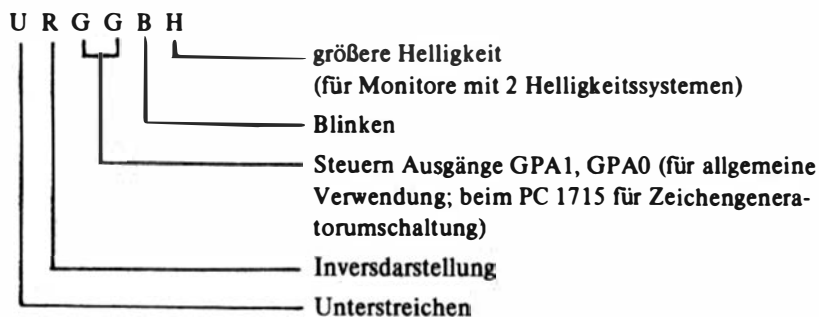 U R G G B H
größere Helligkeit
(für Monitore mit 2 Helligkeitssystemen)
Blinken
Steuern Ausgänge GPA1, GPA0 (für allgemeine
Verwendung; beim PC 1715 für Zeichengenera-
torumschaltung)
Inversdarstellung
Unterstreichen